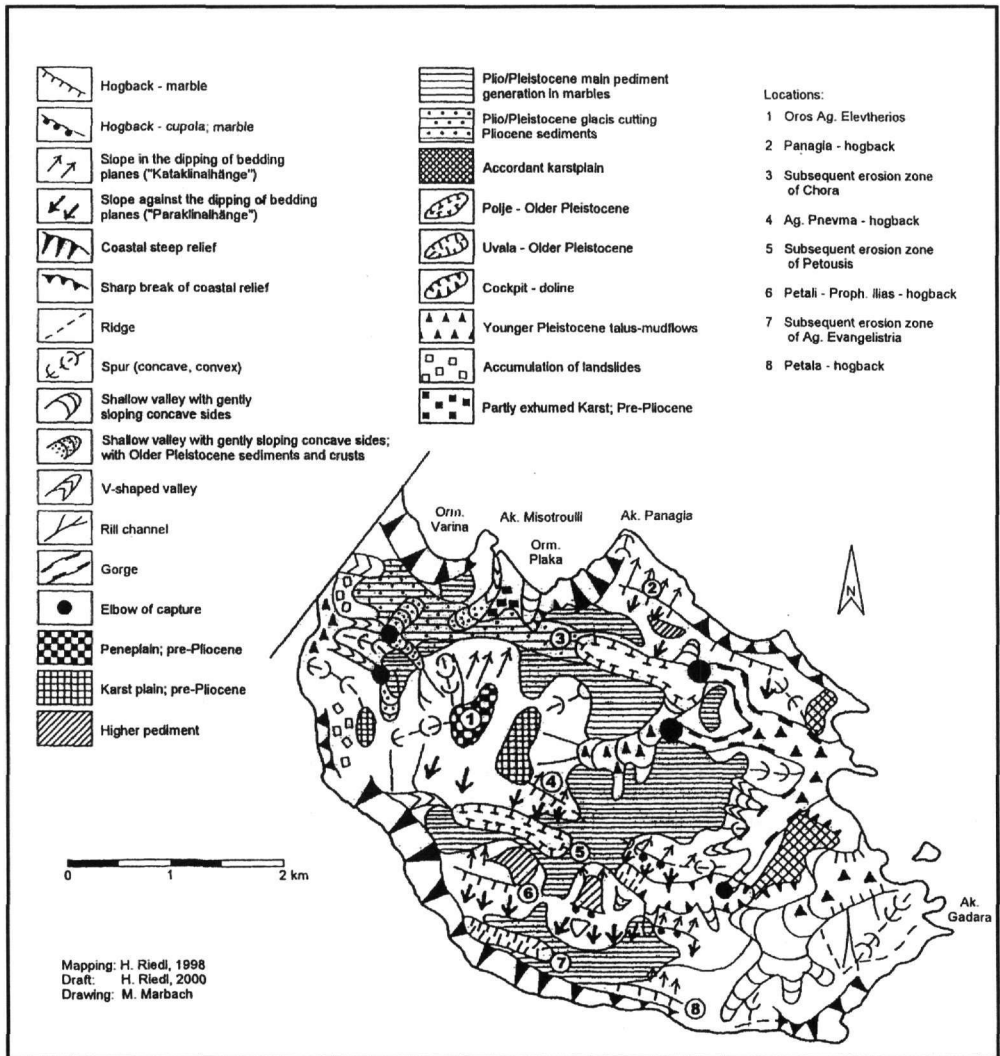 Hogback - marble
Hogback - cupola; marble
Slope in the dipping of bedding
planes ("Kataklinalhänge")
Slope against the dipping of bedding
planes ("Paraklinalhänge")
Coastal steep relief
Sharp break of coastal relief
Ridge
Spur (concave, convex)
Shallow valley with gently
sloping concave sides
Shallow valley with gently sloping concave sides;
with Older Pleistocene sediments and crusts
V-shaped valley
Rill channel
Gorge
Elbow of capture
Peneplain; pre-Pliocene
Karst plain; pre-Pliocene
Higher pediment
Plio/Pleistocene main pediment
generation in marbles
Plio/Pleistocene glacis cutting
Pliocene sediments
Accordant karstplain
Polje - Older Pleistocene
Uvala - Older Pleistocene
Cockpit - doline
Younger Pleistocene talus-mudflows
Accumulation of landslides
Partly exhumed Karst; Pre-Pliocene
Locations:
1 Oros Ag. Elevtherios
2 Panagia - hogback
3 Subsequent erosion zone
of Chora
4 Ag. Pnevma - hogback
5 Subsequent erosion zone
of Petousis
6 Petali - Proph. Ilias - hogback
7 Subsequent erosion zone
of Ag. Evangelistria
8 Petala - hogback
Orm.
Varina
Ak. Misotroulli
Orm.
Plaka
Ak. Panagia
N
2
3
1
4
5
6
7
8
Ak.
Gadara
0 1 2 km
Mapping: H. Riedl, 1998
Draft: H. Riedl, 2000
Drawing: M. Marbach